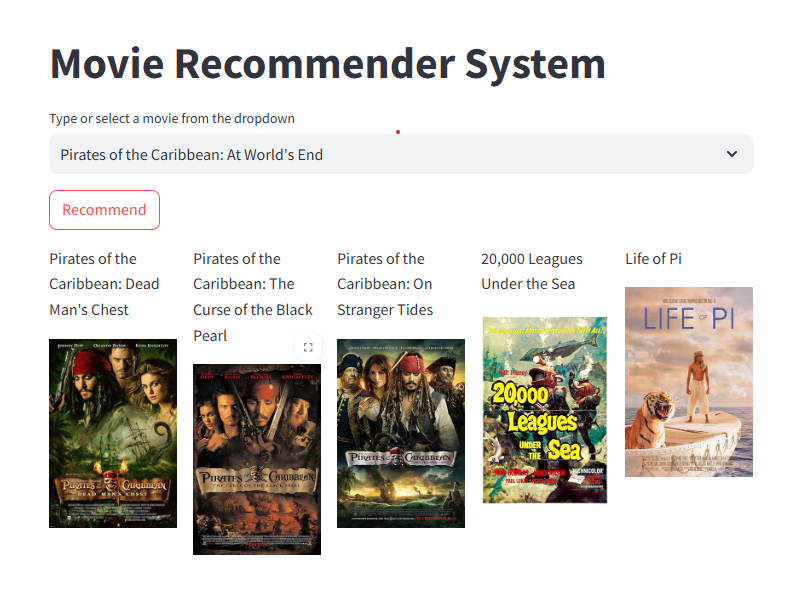 Movie Recommender System
Type or select a movie from the dropdown
Pirates of the Caribbean: At World's End
Recommend
Pirates of the
Caribbean: Dead
Man's Chest
Pirates of the
Caribbean: The
Curse of the Black
Pearl
Pirates of the
Caribbean: On
Stranger Tides
20,000 Leagues
Under the Sea
Life of Pi
PIRATES of the CARIBBEAN
DEAD MAN'S CHEST
PIRATES of the CARIBBEAN
THE CURSE OF THE BLACK PEARL
PIRATES of the CARIBBEAN
20,000
Leagues
UNDER
THE Sea
TECHNICOLOR
LIFE OF PI